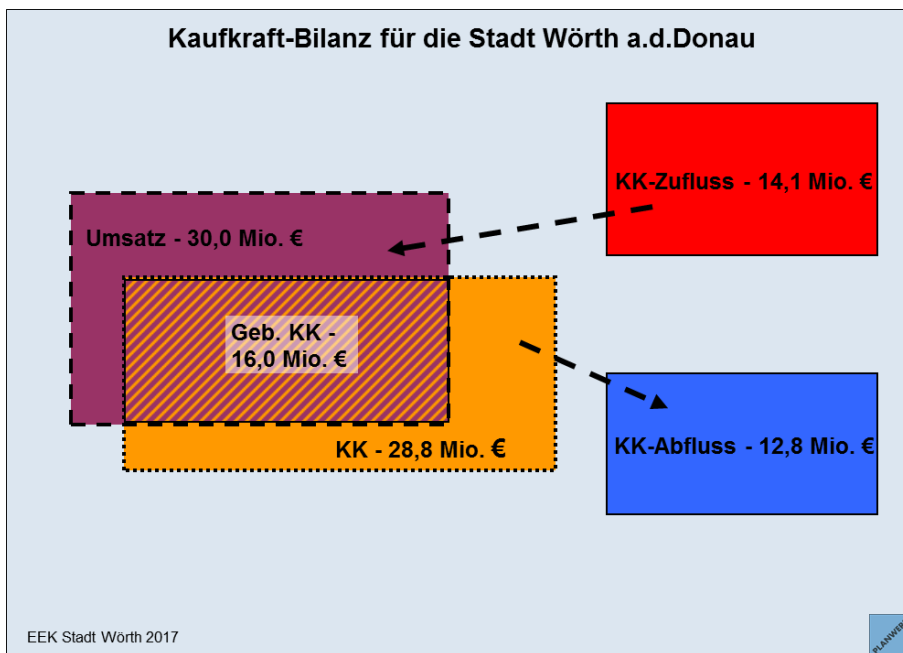 Kaufkraft-Bilanz für die Stadt Wörth a.d.Donau
KK-Zufluss - 14,1 Mio. €
Umsatz - 30,0 Mio. €
Geb. KK -
16,0 Mio. €
KK - 28,8 Mio. €
KK-Abfluss - 12,8 Mio. €
EEK Stadt Wörth 2017
PLANWER